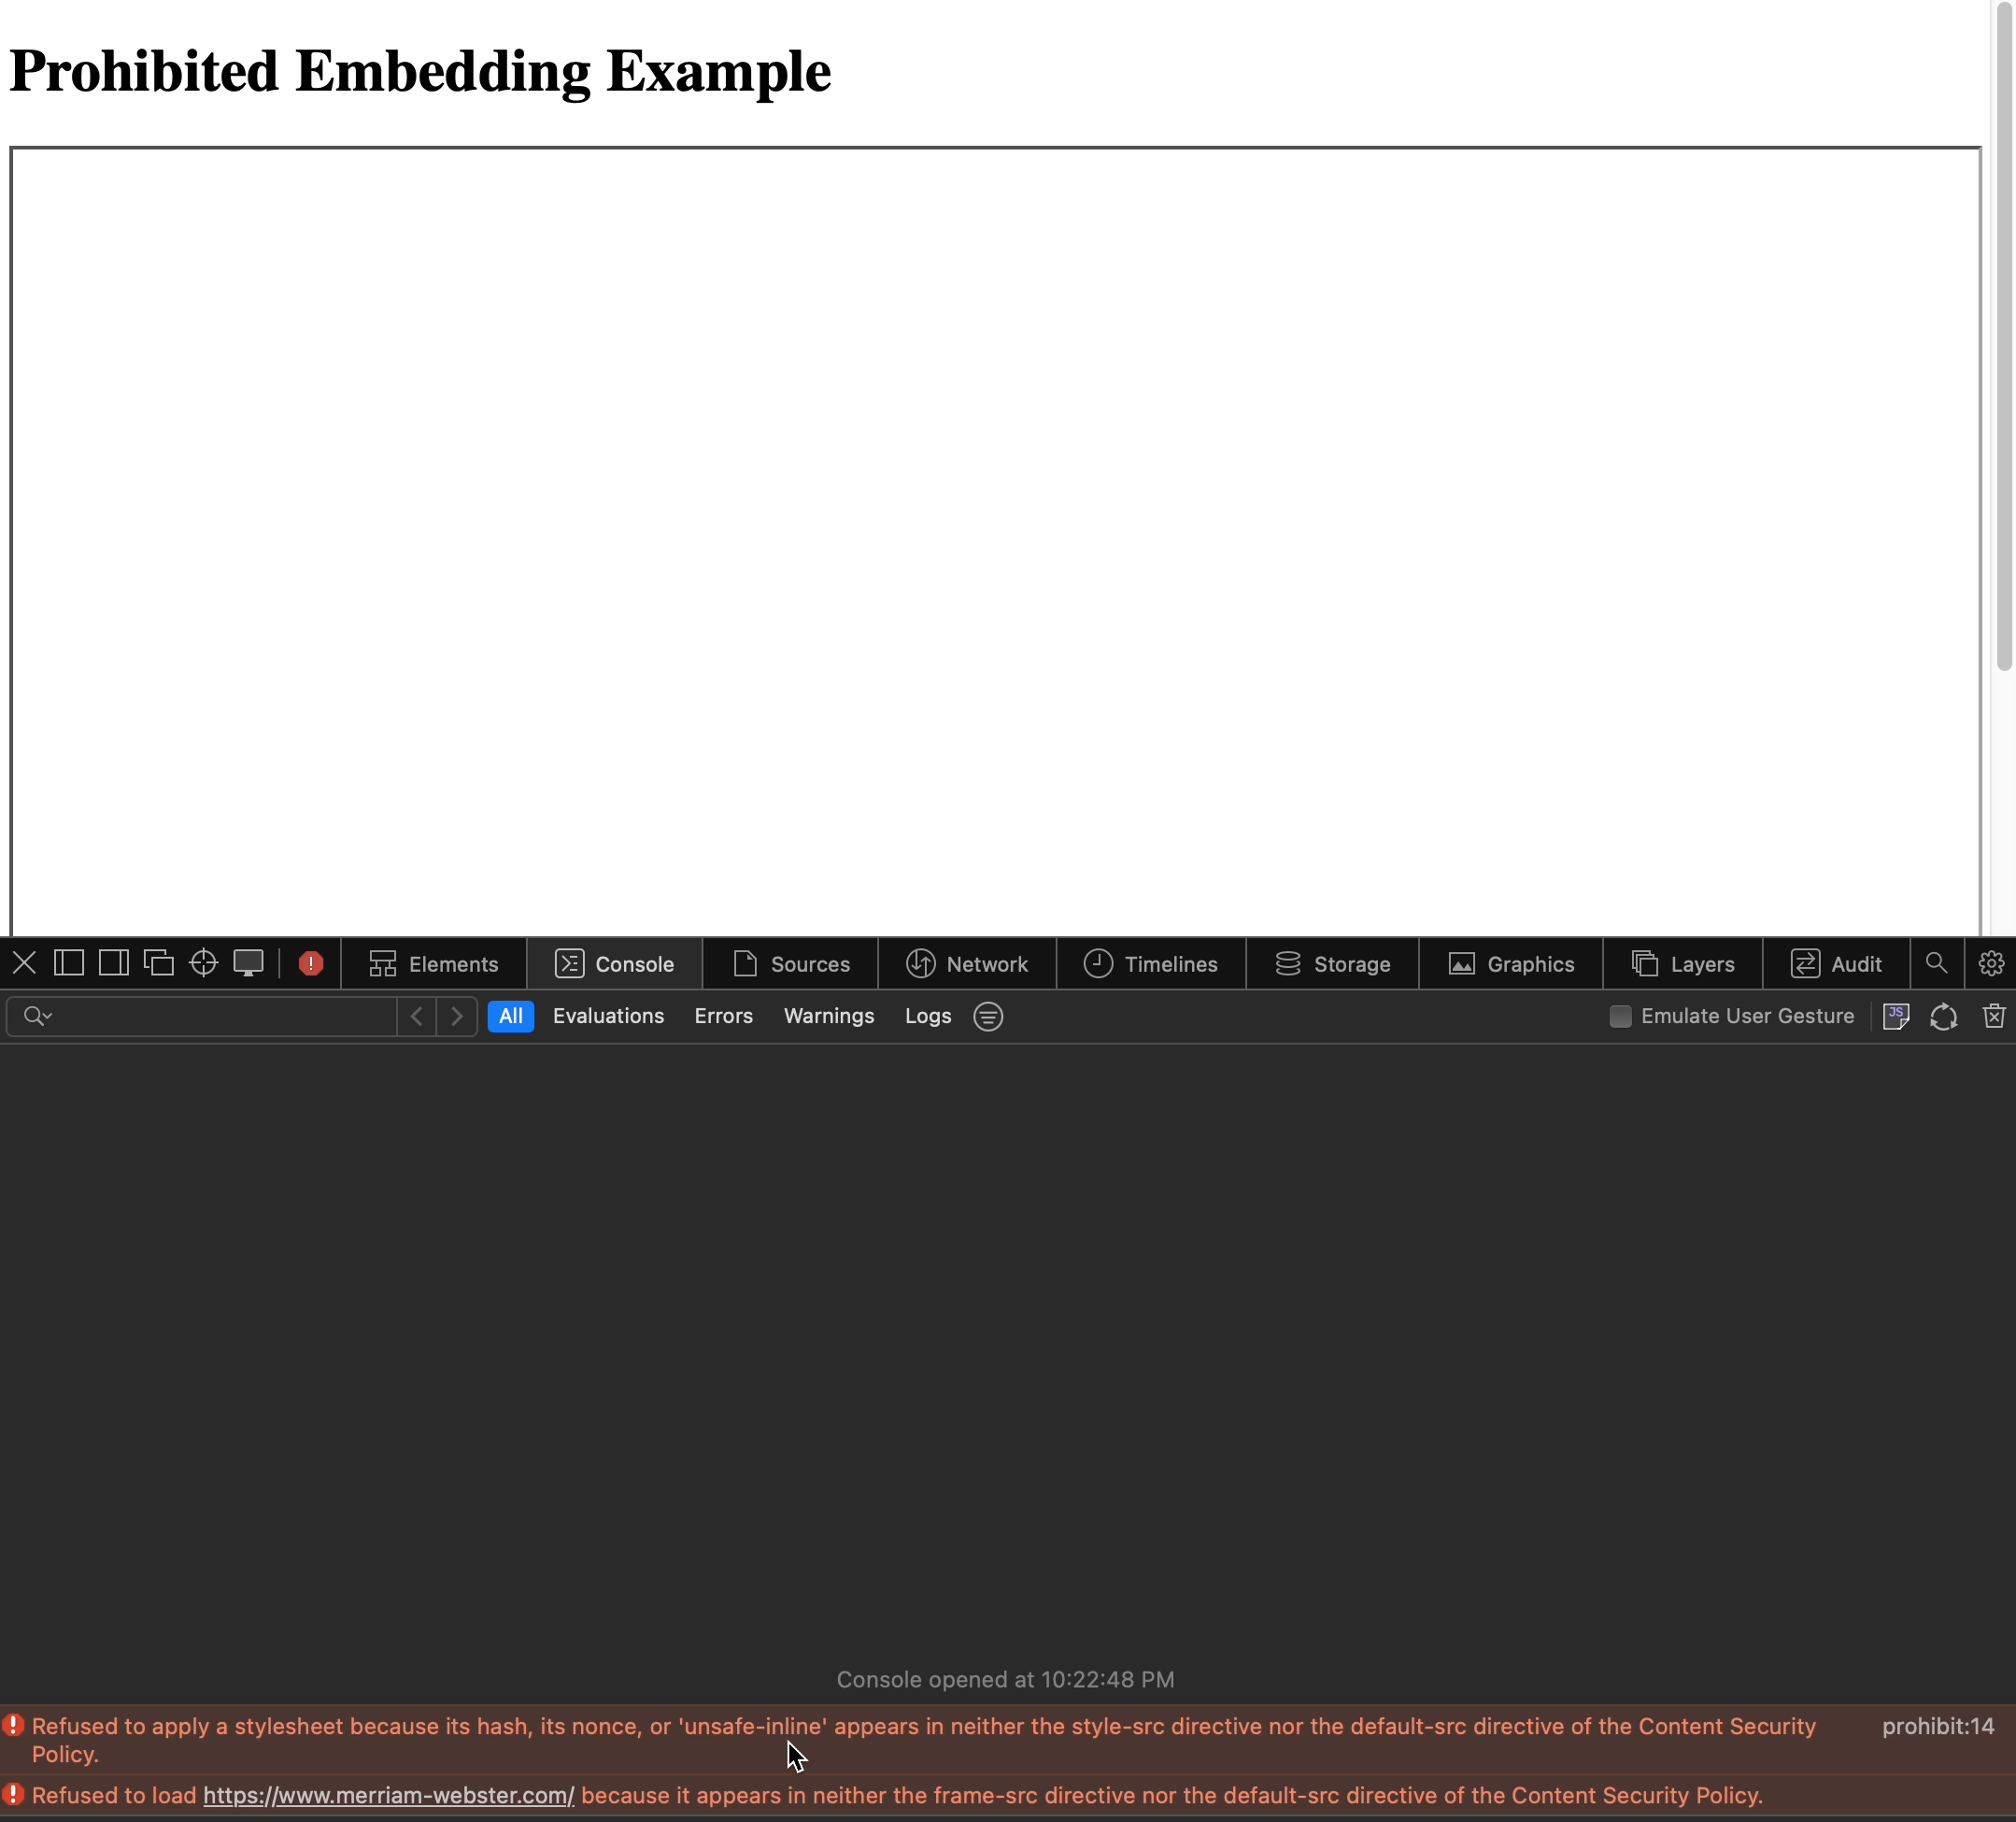 Prohibited Embedding Example
Elements Console Sources Network Timelines Storage Graphics Layers Audit
All Evaluations Errors Warnings Logs Emulate User Gesture JS
Console opened at 10:22:48 PM
Refused to apply a stylesheet because its hash, its nonce, or 'unsafe-inline' appears in neither the style-src directive nor the default-src directive of the Content Security prohibit:14
Policy.
Refused to load https://www.merriam-webster.com/ because it appears in neither the frame-src directive nor the default-src directive of the Content Security Policy.